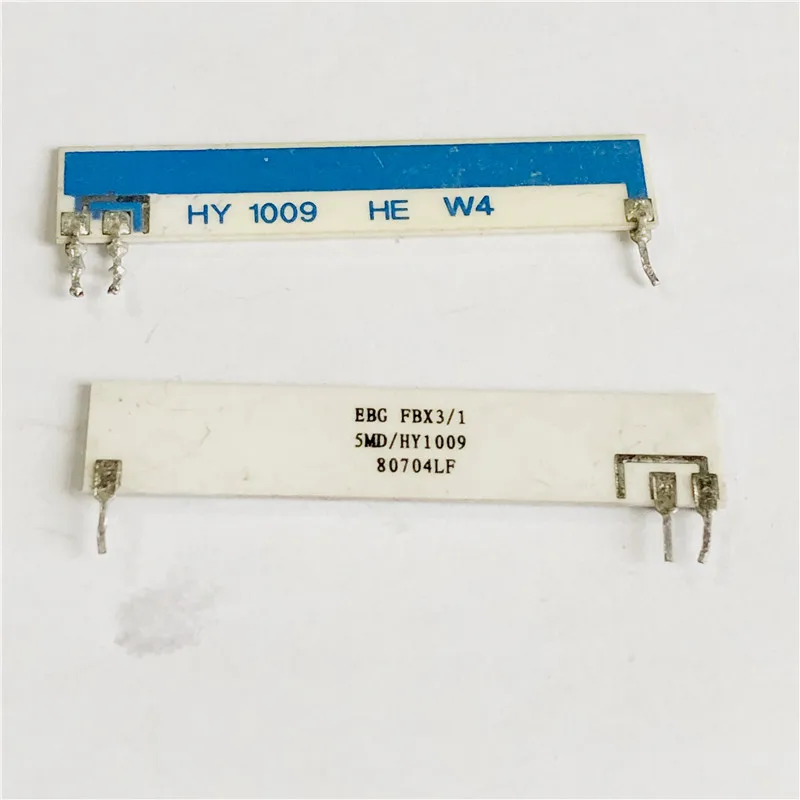 HY 1009 HE W4
EBG FBX3/1
5MD/HY1009
80704LF